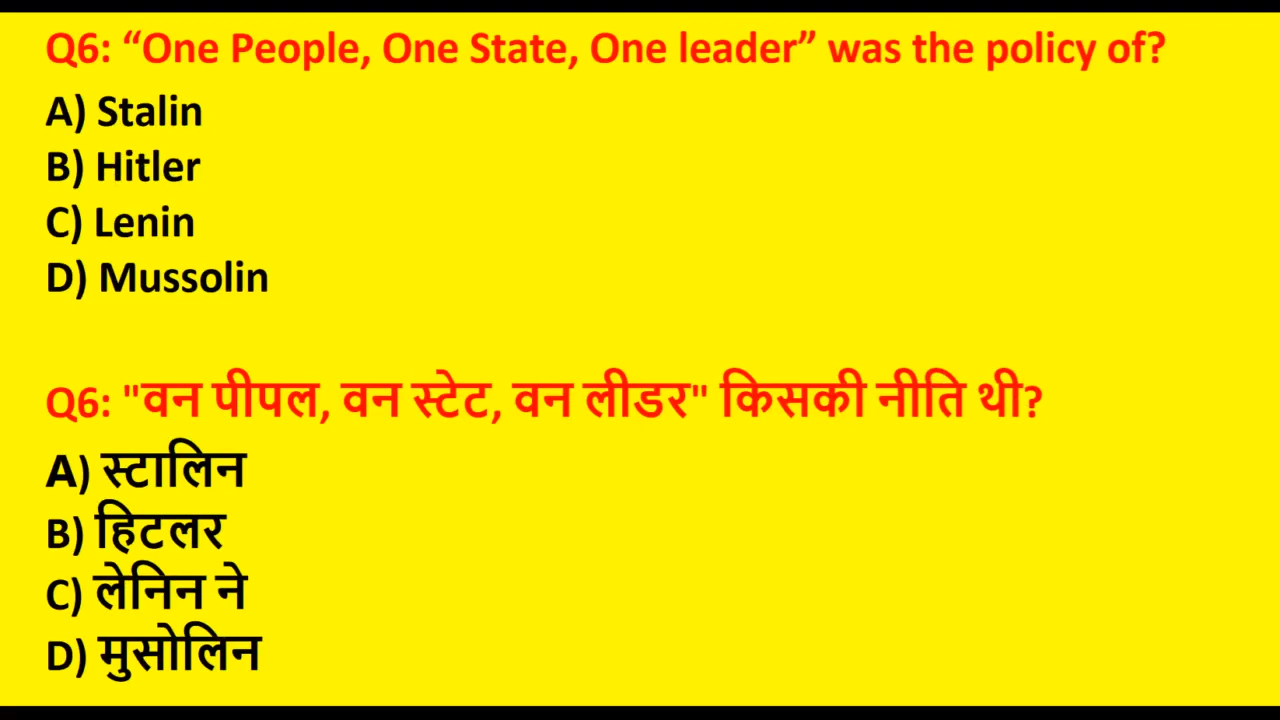 Q6: “One People, One State, One leader” was the policy of?
A) Stalin
B) Hitler
C) Lenin
D) Mussolin
Q6: "वन पीपल, वन स्टेट, वन लीडर" किसकी नीति थी?
A) स्टालिन
B) हिटलर
C) लेनिन ने
D) मुसोलिन